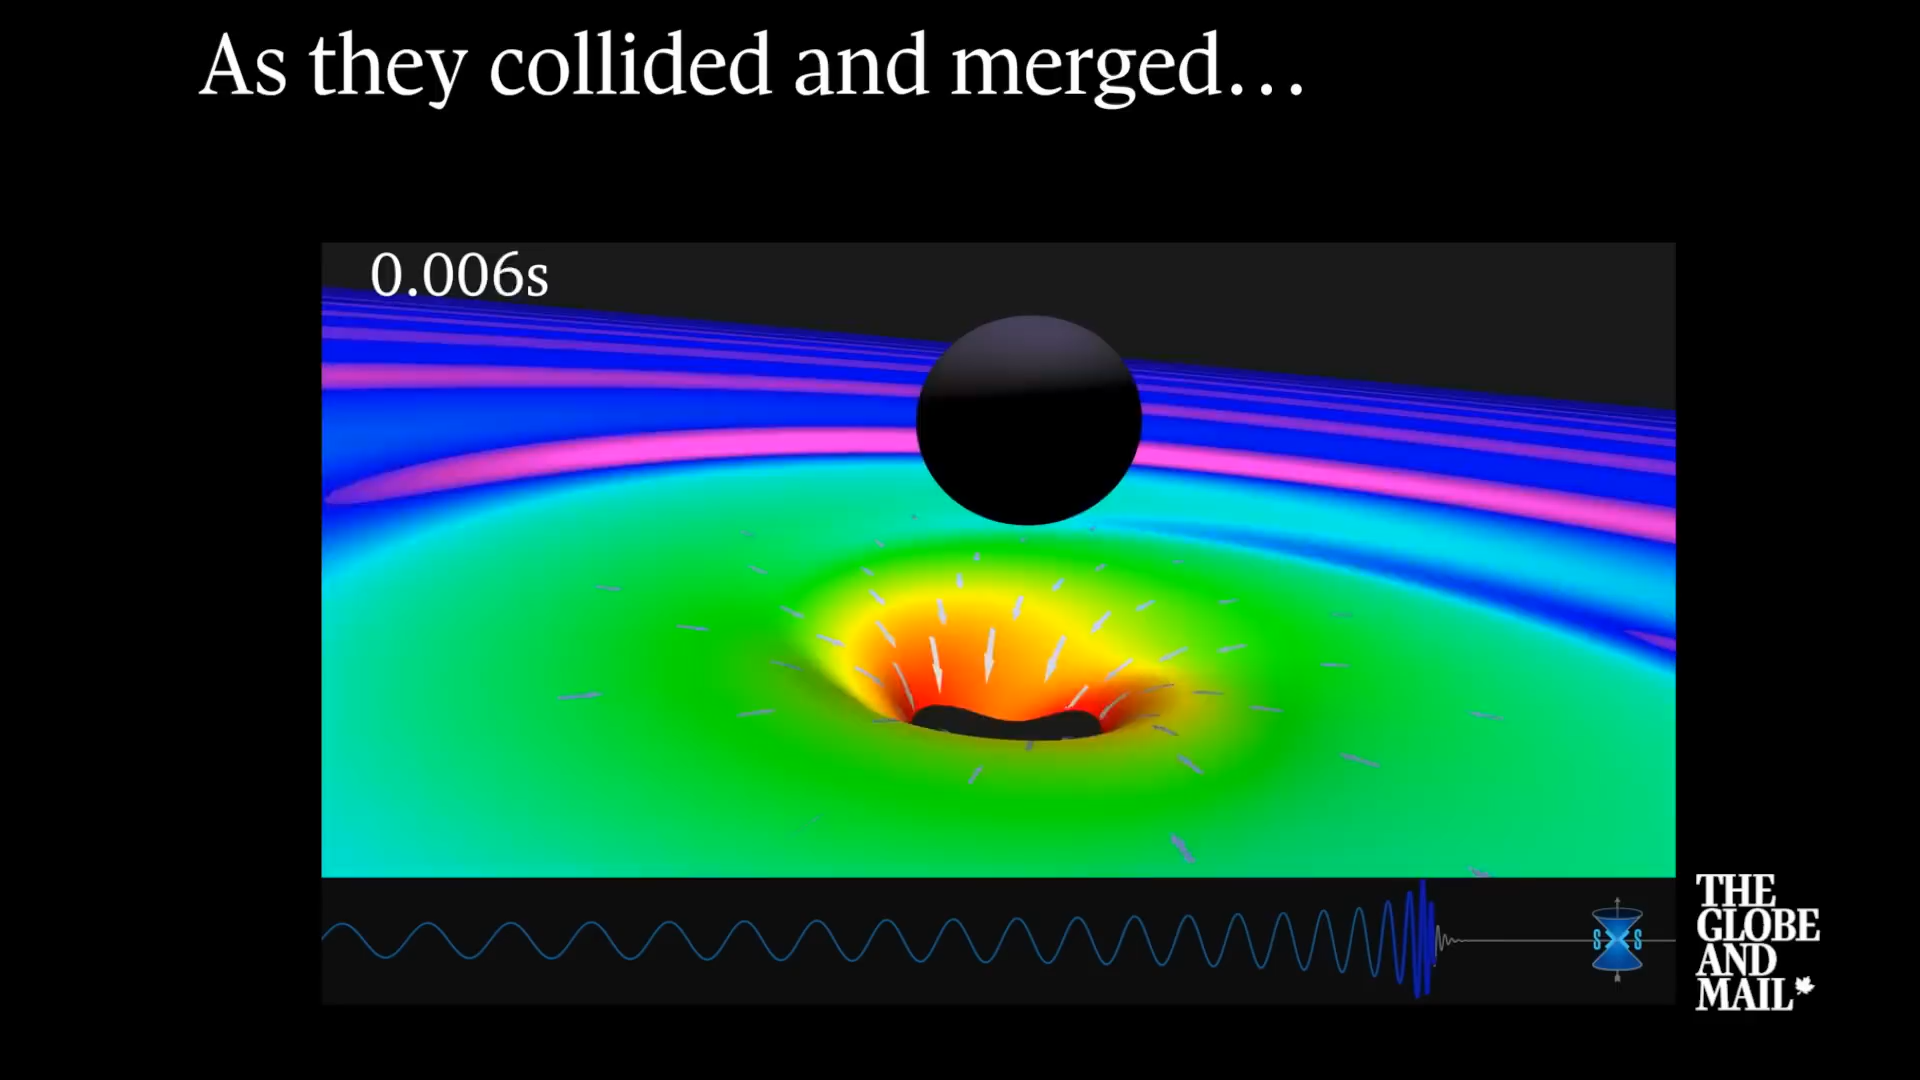 As they collided and merged…
0.006s
THE
GLOBE
AND
MAIL